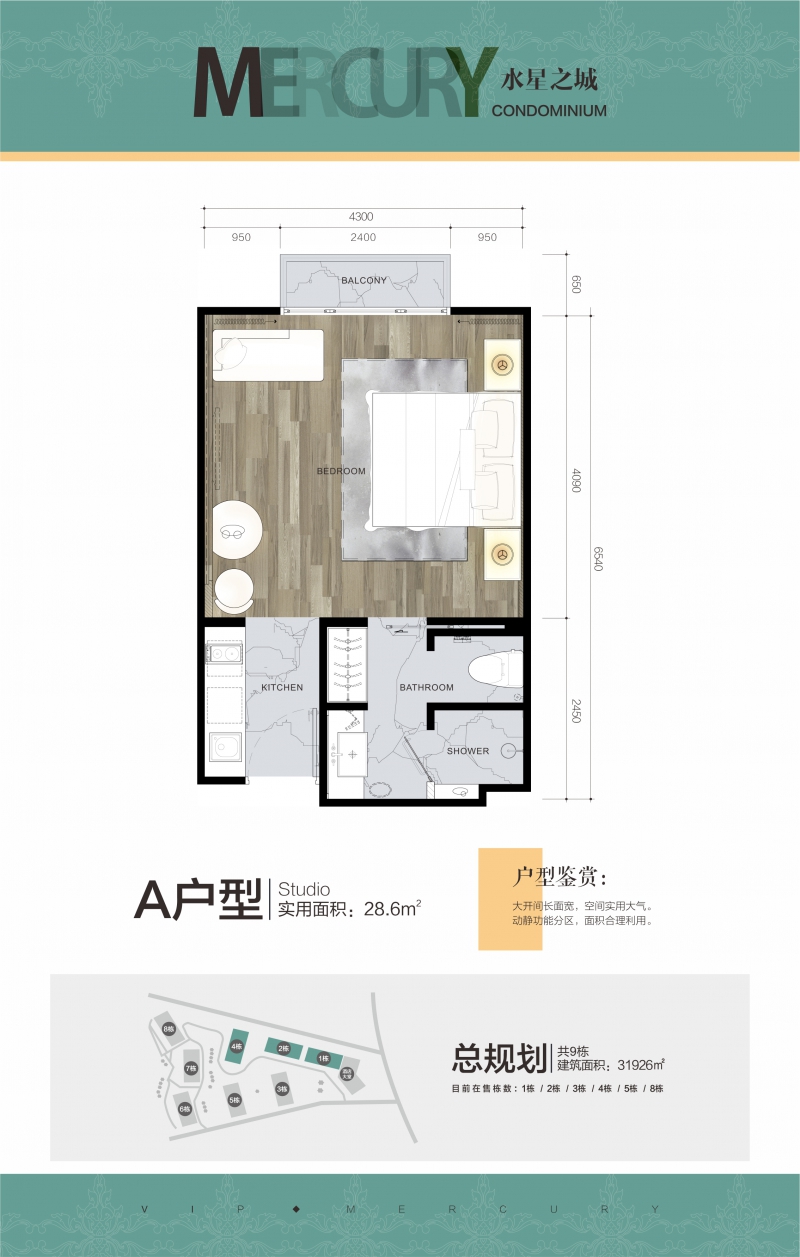 MERCURY 水星之城
CONDOMINIUM
4300
950 2400 950
BALCONY
650
BEDROOM
4090
6540
KITCHEN
BATHROOM
2450
SHOWER
A户型
Studio
实用面积：28.6m²
户型鉴赏：
大开间长面宽，空间实用大气。
动静功能分区，面积合理利用。
8栋
7栋
6栋
4栋
5栋
2栋
3栋
1栋
总规划
共9栋
建筑面积：31926㎡
目前在售栋数：1栋 / 2栋 / 3栋 / 4栋 / 5栋 / 8栋
VIP◆MERCURY